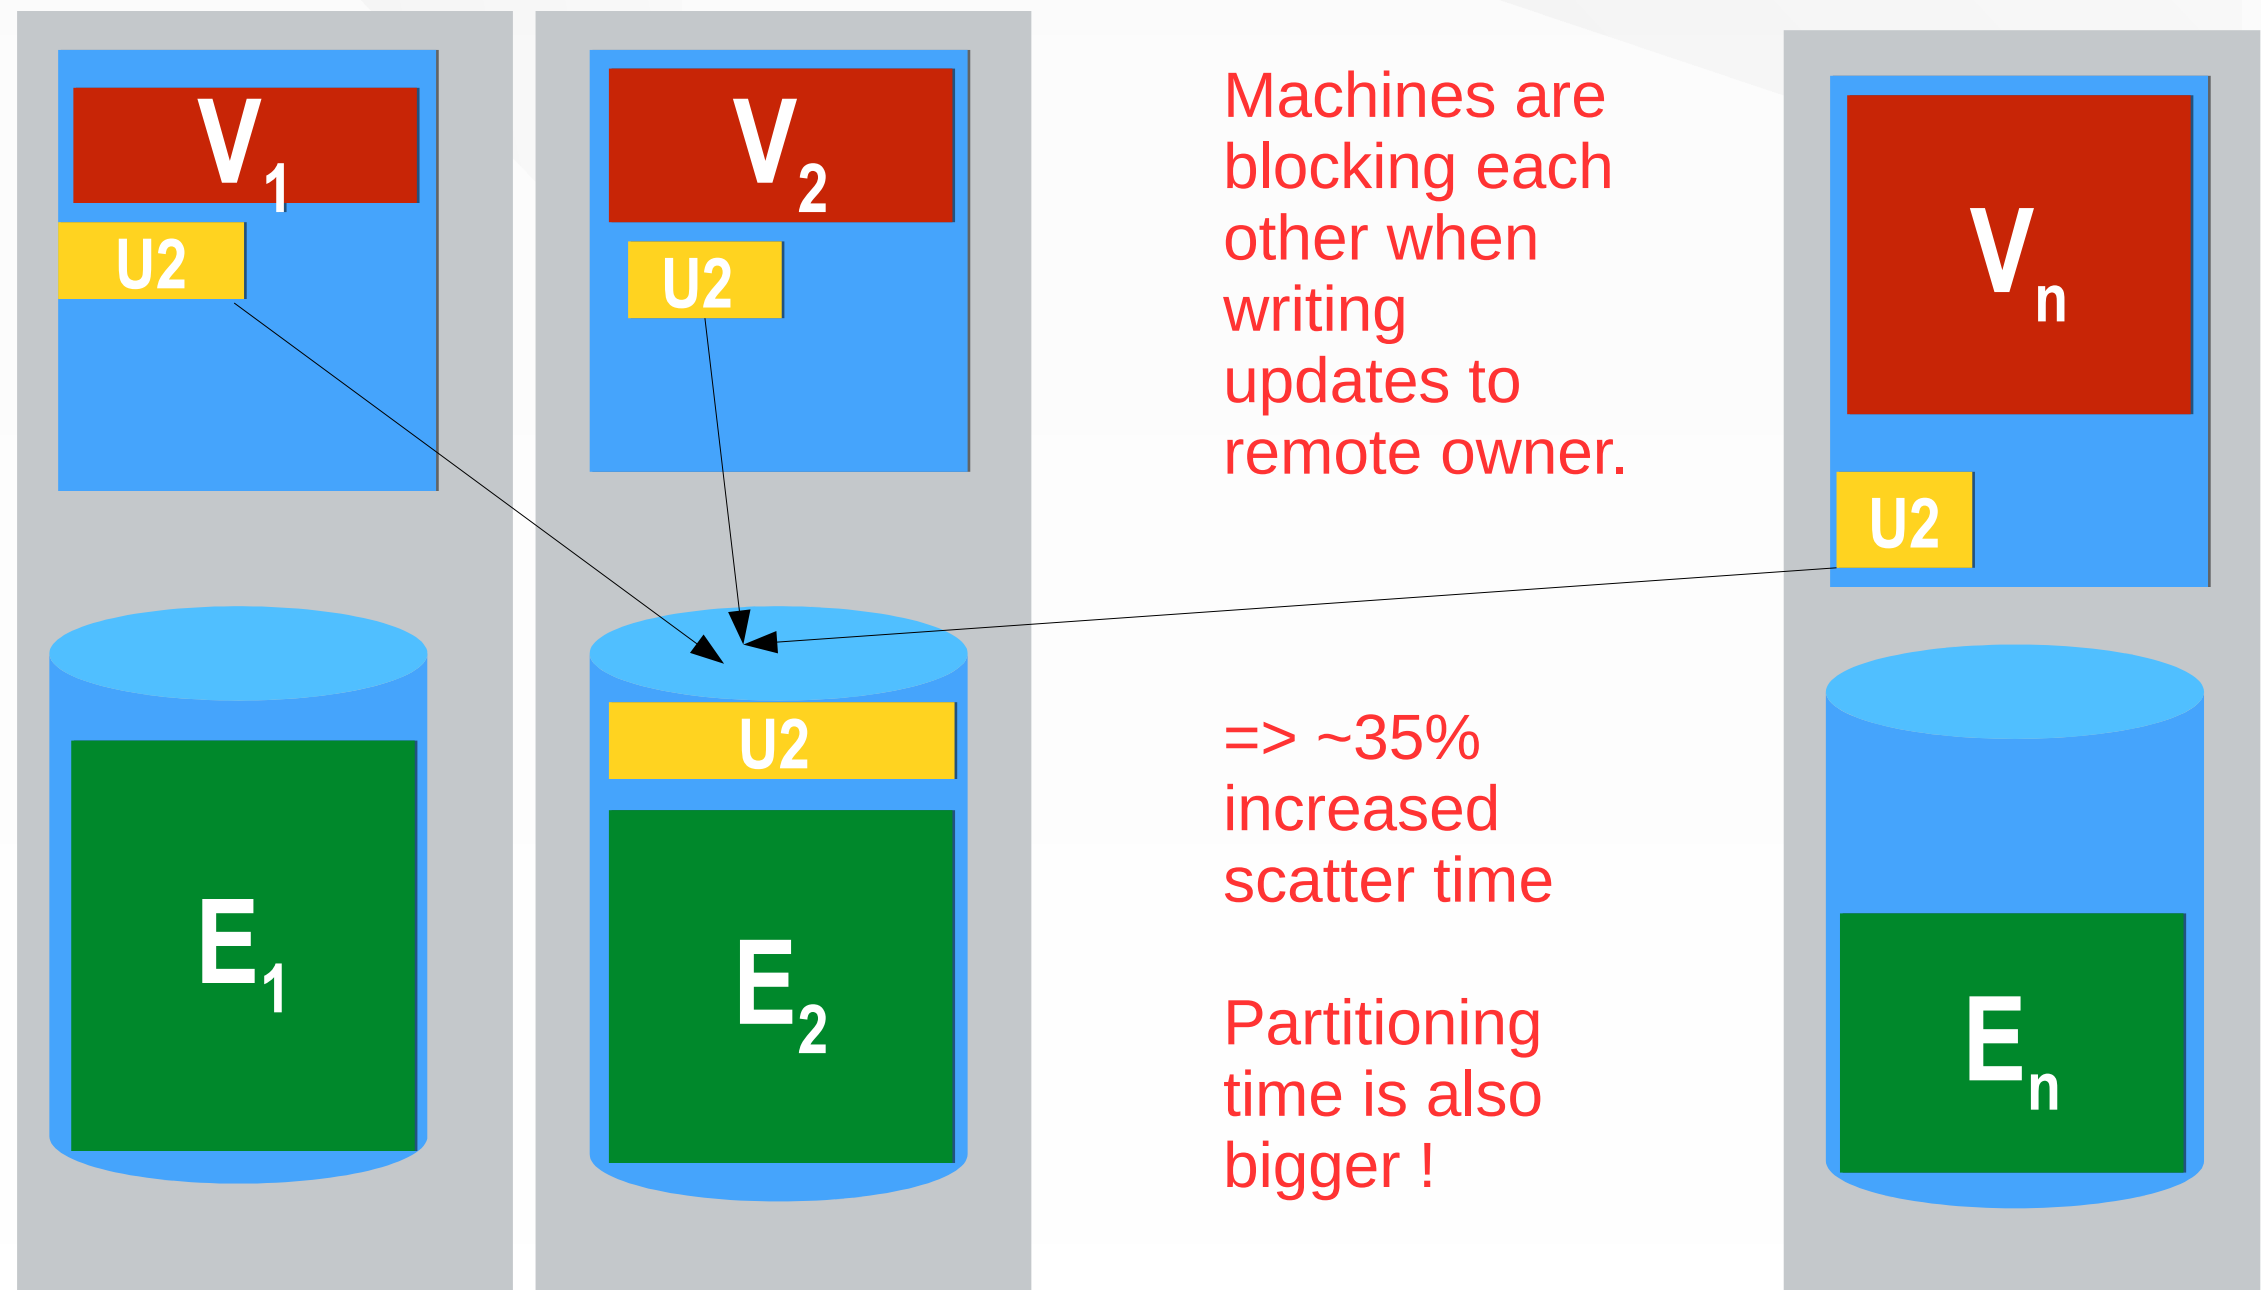 V1
U2
E1
V2
U2
U2
E2
Machines are
blocking each
other when
writing
updates to
remote owner.
=> ~35%
increased
scatter time
Partitioning
time is also
bigger !
Vn
U2
En